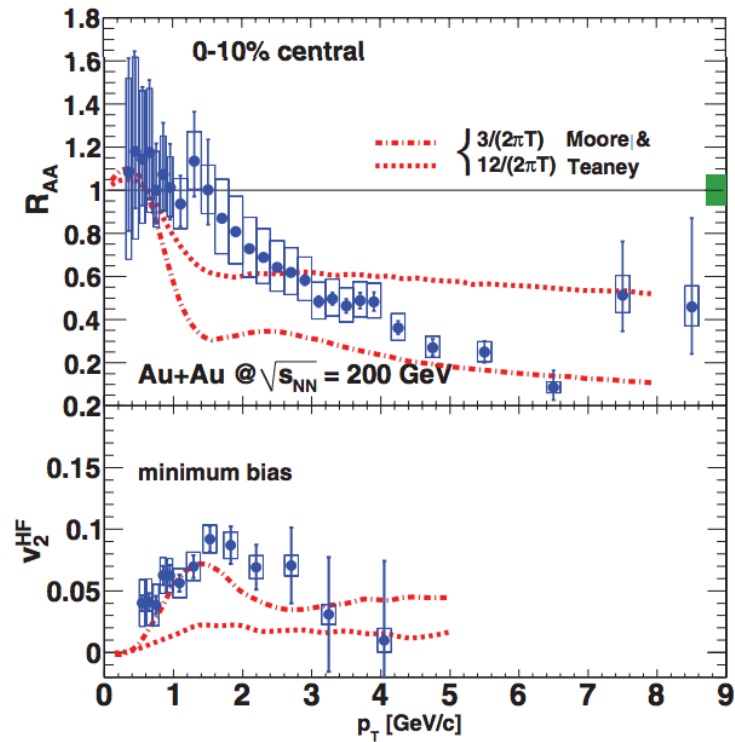 1.8
0-10% central
1.6
1.4
3/(2πT) Moore &
12/(2πT) Teaney
1.2
1
R_AA
0.8
0.6
0.4
Au+Au @ √s_NN = 200 GeV
0.2
0.2
minimum bias
0.15
0.1
v_2^HF
0.05
0
0 1 2 3 4 5 6 7 8 9
p_T [GeV/c]